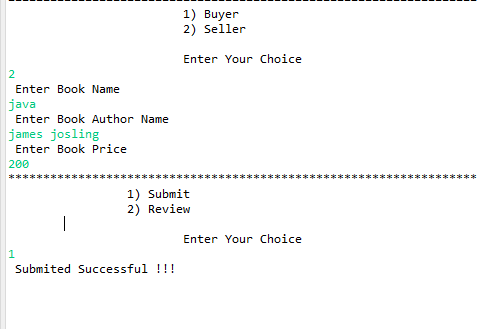 1) Buyer
2) Seller
Enter Your Choice
2
Enter Book Name
java
Enter Book Author Name
james josling
Enter Book Price
200
*******************************************************************
1) Submit
2) Review
Enter Your Choice
1
Submited Successful !!!